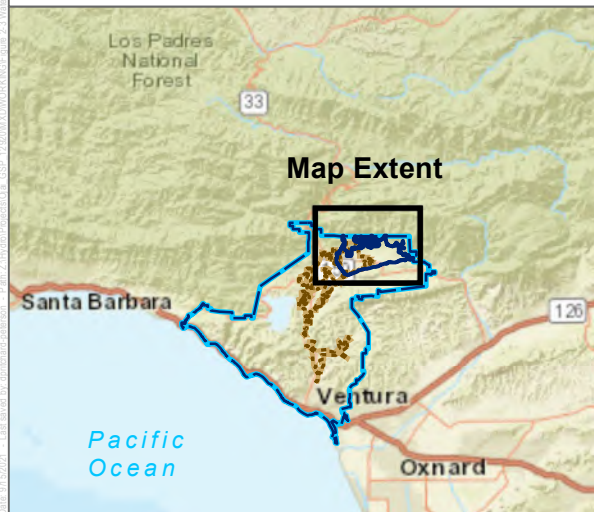 Los Padres
National
Forest
33
Map Extent
Santa Barbara
126
Ventura
Pacific
Ocean
Oxnard